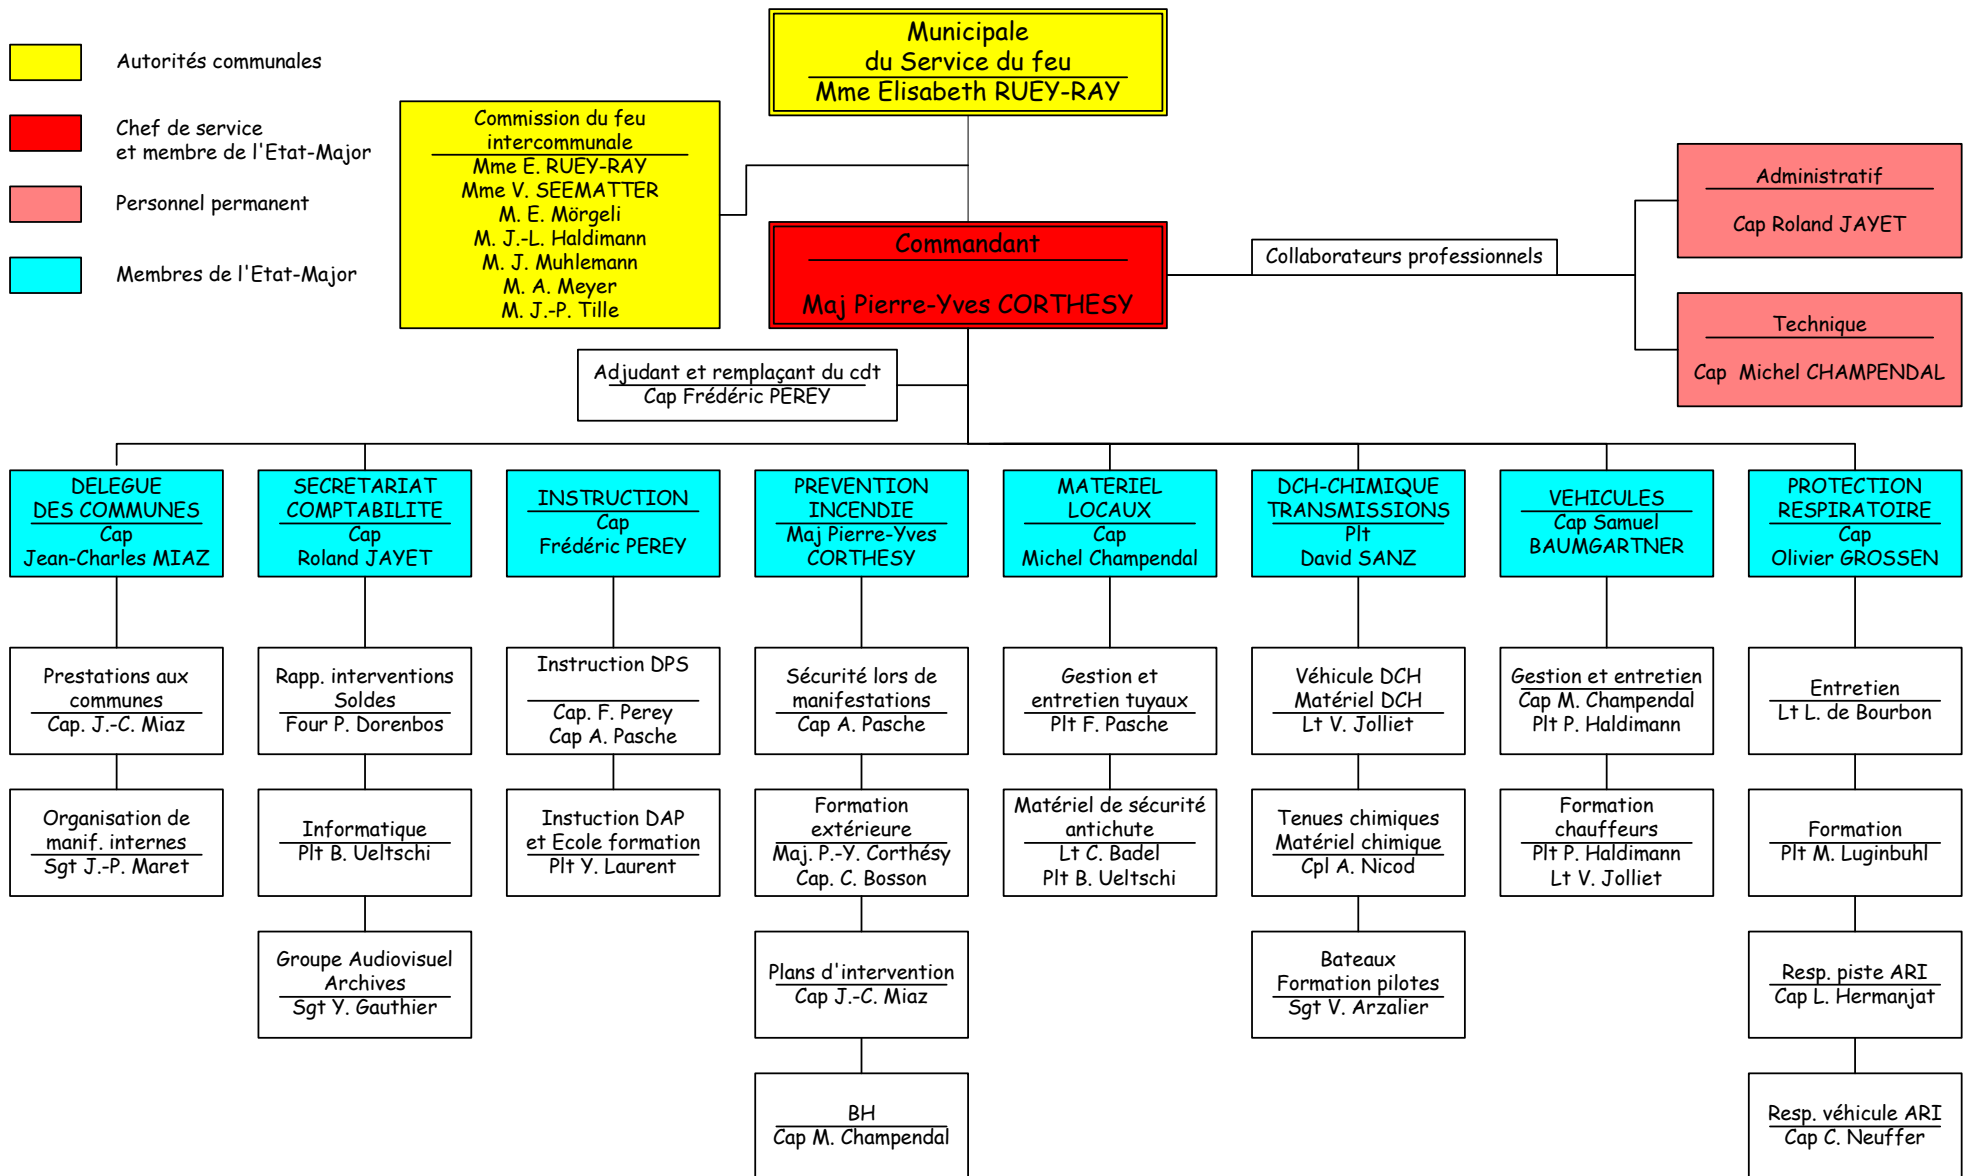 Municipale
du Service du feu
Mme Elisabeth RUEY-RAY
Autorités communales
Chef de service
et membre de l'Etat-Major
Personnel permanent
Membres de l'Etat-Major
Commission du feu
intercommunale
Mme E. RUEY-RAY
Mme V. SEEMATTER
M. E. Mörgeli
M. J.-L. Haldimann
M. J. Muhlemann
M. A. Meyer
M. J.-P. Tille
Commandant
Maj Pierre-Yves CORTHESY
Collaborateurs professionnels
Administratif
Cap Roland JAYET
Technique
Cap Michel CHAMPENDAL
Adjudant et remplaçant du cdt
Cap Frédéric PEREY
DELEGUE
DES COMMUNES
Cap
Jean-Charles MIAZ
SECRETARIAT
COMPTABILITE
Cap
Roland JAYET
INSTRUCTION
Cap
Frédéric PEREY
PREVENTION
INCENDIE
Maj Pierre-Yves
CORTHESY
MATERIEL
LOCAUX
Cap
Michel Champendal
DCH-CHIMIQUE
TRANSMISSIONS
Plt
David SANZ
VEHICULES
Cap Samuel
BAUMGARTNER
PROTECTION
RESPIRATOIRE
Cap
Olivier GROSSEN
Prestations aux
communes
Cap. J.-C. Miaz
Rapp. interventions
Soldes
Four P. Dorenbos
Instruction DPS
Cap. F. Perey
Cap A. Pasche
Sécurité lors de
manifestations
Cap A. Pasche
Gestion et
entretien tuyaux
Plt F. Pasche
Véhicule DCH
Matériel DCH
Lt V. Jolliet
Gestion et entretien
Cap M. Champendal
Plt P. Haldimann
Entretien
Lt L. de Bourbon
Organisation de
manif. internes
Sgt J.-P. Maret
Informatique
Plt B. Ueltschi
Instuction DAP
et Ecole formation
Plt Y. Laurent
Formation
extérieure
Maj. P.-Y. Corthésy
Cap. C. Bosson
Matériel de sécurité
antichute
Lt C. Badel
Plt B. Ueltschi
Tenues chimiques
Matériel chimique
Cpl A. Nicod
Formation
chauffeurs
Plt P. Haldimann
Lt V. Jolliet
Formation
Plt M. Luginbuhl
Groupe Audiovisuel
Archives
Sgt Y. Gauthier
Plans d'intervention
Cap J.-C. Miaz
Bateaux
Formation pilotes
Sgt V. Arzalier
Resp. piste ARI
Cap L. Hermanjat
BH
Cap M. Champendal
Resp. véhicule ARI
Cap C. Neuffer